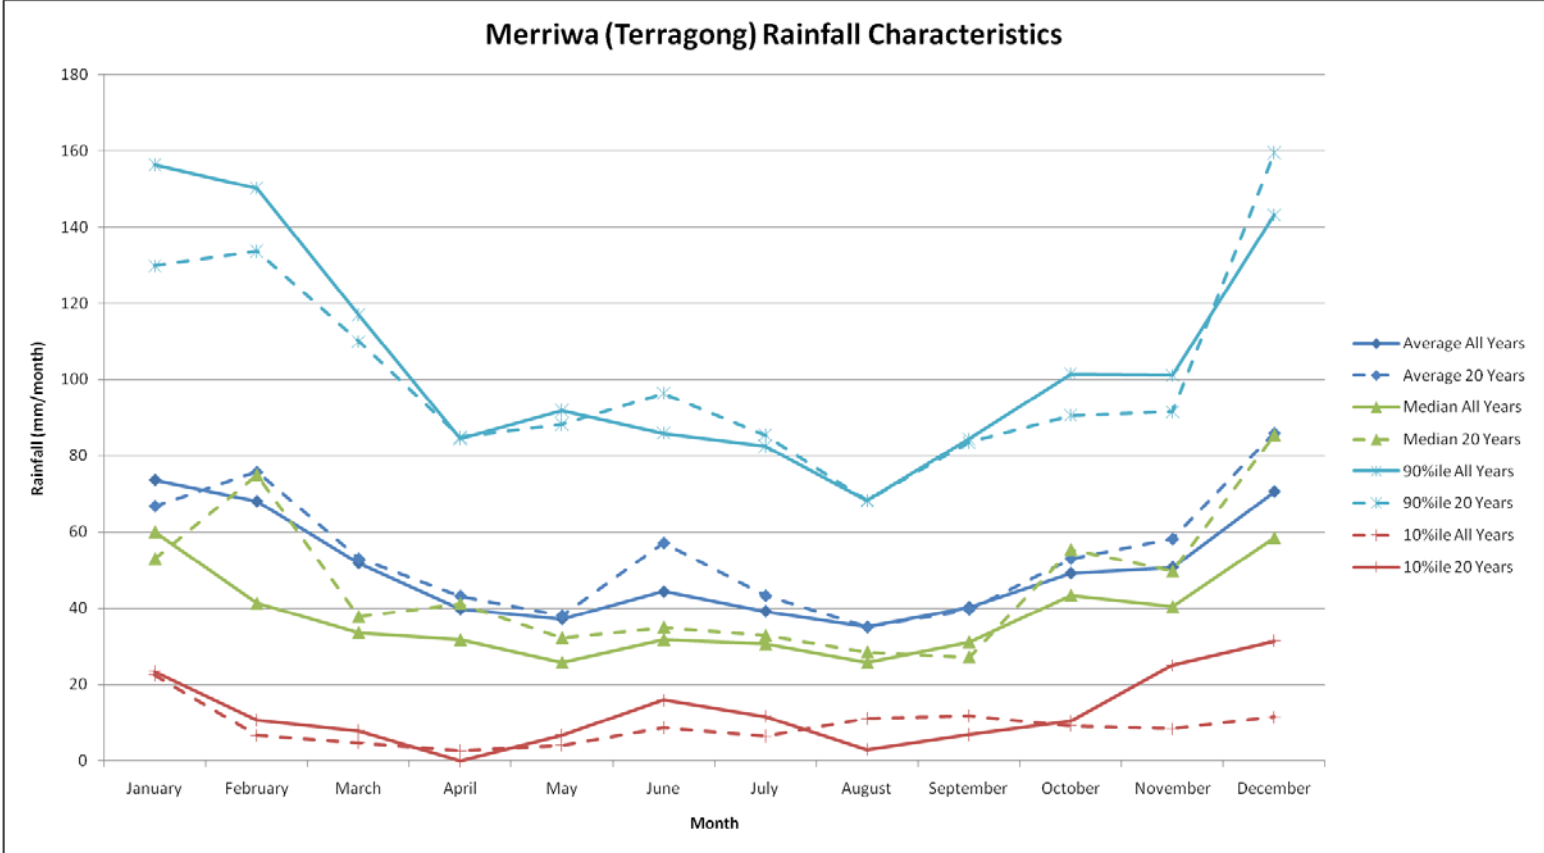 Merriwa (Terragong) Rainfall Characteristics
180
160
140
120
100
80
60
40
20
0
Rainfall (mm/month)
January February March April May June July August September October November December
Month
Average All Years
Average 20 Years
Median All Years
Median 20 Years
90%ile All Years
90%ile 20 Years
10%ile All Years
10%ile 20 Years